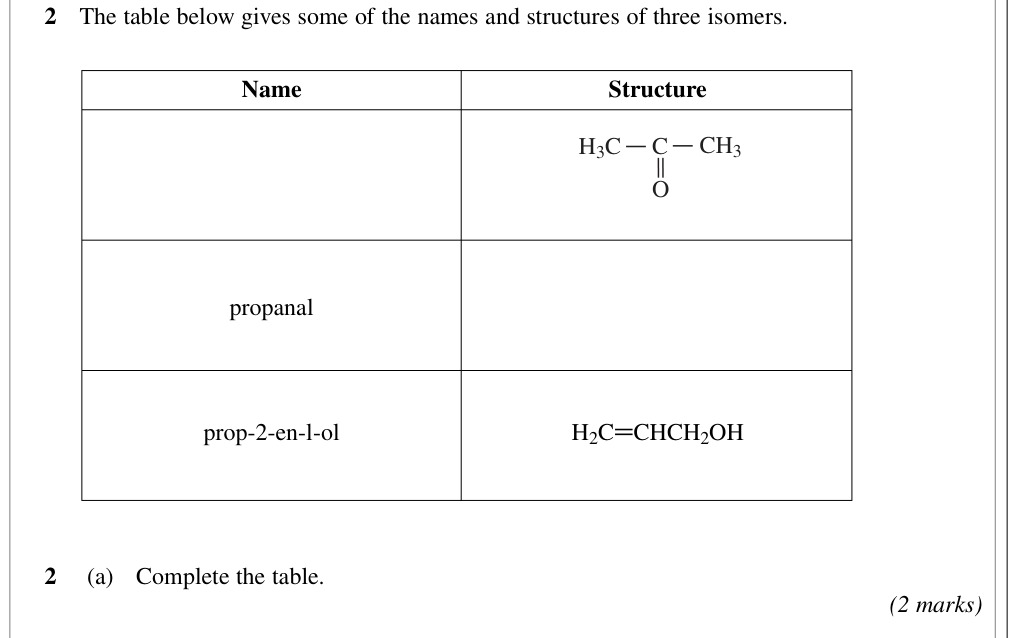 2 The table below gives some of the names and structures of three isomers.
Name Structure
H₃C — C — CH₃
||
O
propanal
prop-2-en-l-ol H₂C=CHCH₂OH
2 (a) Complete the table.
(2 marks)